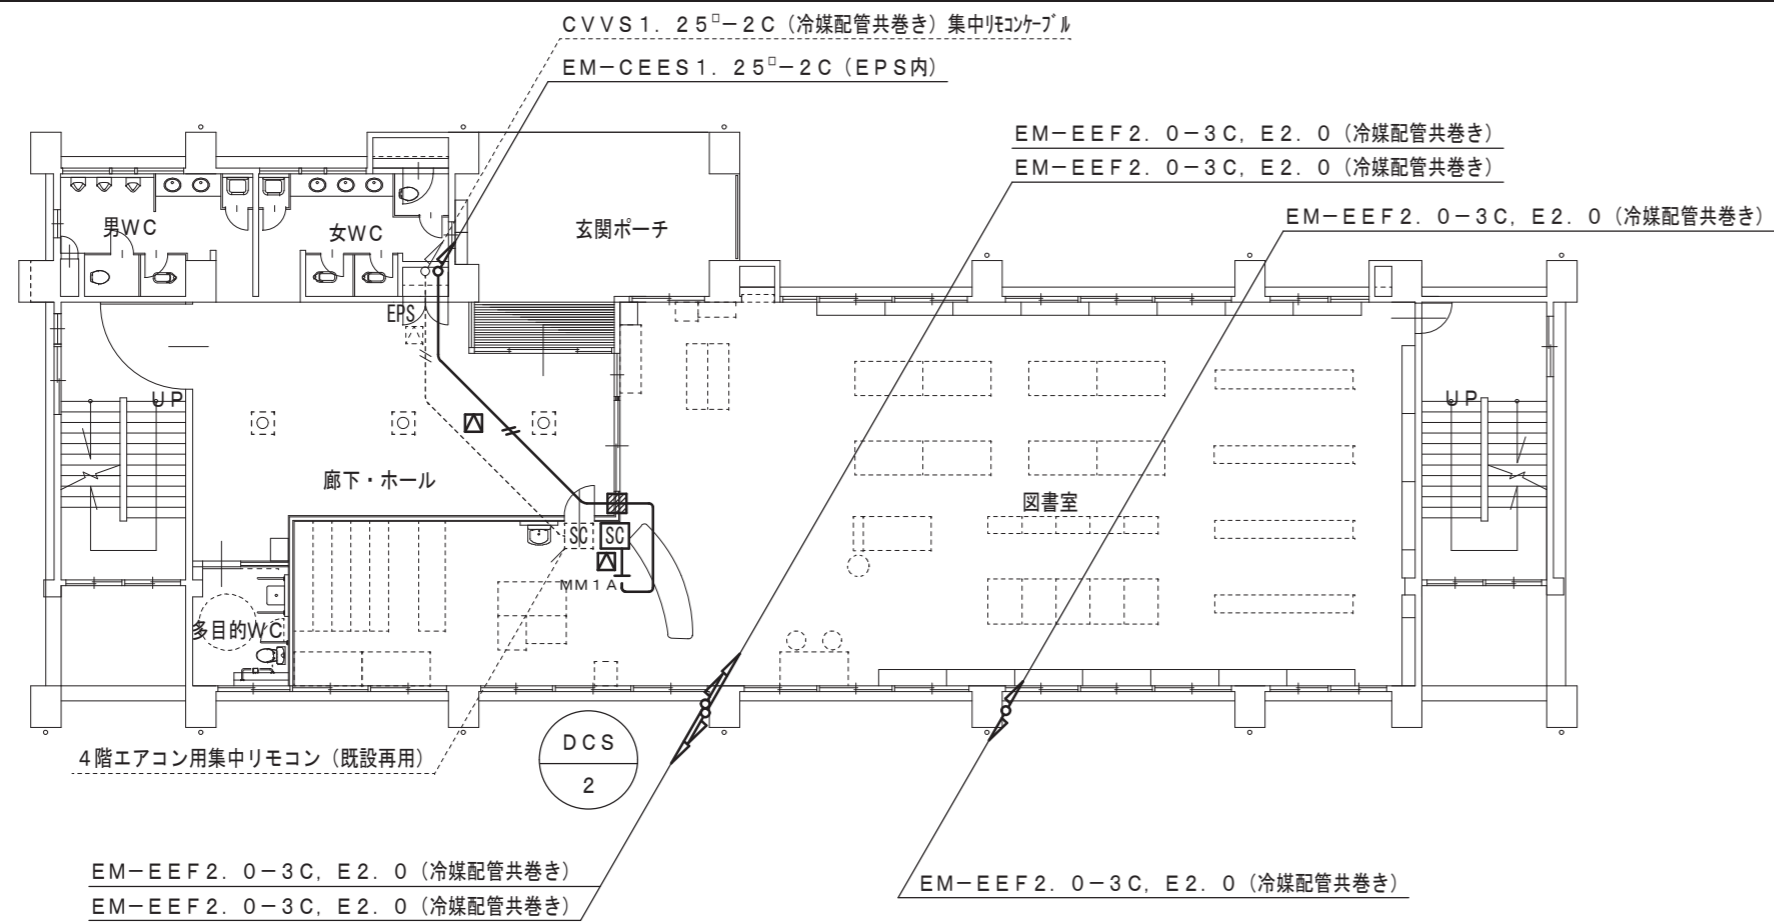 CVVS1．25□－2C（冷媒配管共巻き）集中ﾘﾓｺﾝｹｰﾌﾞﾙ
EM－CEES1．25□－2C（EPS内）
EM－EEF2．0－3C，E2．0（冷媒配管共巻き）
EM－EEF2．0－3C，E2．0（冷媒配管共巻き）
EM－EEF2．0－3C，E2．0（冷媒配管共巻き）
男WC
女WC
玄関ポーチ
EPS
UP
UP
廊下・ホール
図書室
SC
SC
MM1A
多目的WC
4階エアコン用集中リモコン（既設再用）
DCS
2
EM－EEF2．0－3C，E2．0（冷媒配管共巻き）
EM－EEF2．0－3C，E2．0（冷媒配管共巻き）
EM－EEF2．0－3C，E2．0（冷媒配管共巻き）